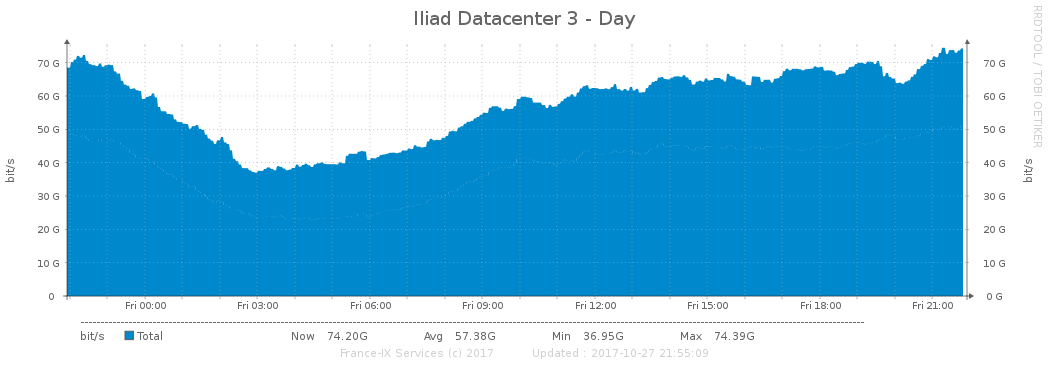 Iliad Datacenter 3 - Day
RRDTOOL / TOBI OETIKER
bit/s
70 G
60 G
50 G
40 G
30 G
20 G
10 G
0
70 G
60 G
50 G
40 G
30 G
20 G
10 G
0 G
bit/s
Fri 00:00 Fri 03:00 Fri 06:00 Fri 09:00 Fri 12:00 Fri 15:00 Fri 18:00 Fri 21:00
bit/s Total Now 74.20G Avg 57.38G Min 36.95G Max 74.39G
France-IX Services (c) 2017 Updated : 2017-10-27 21:55:09